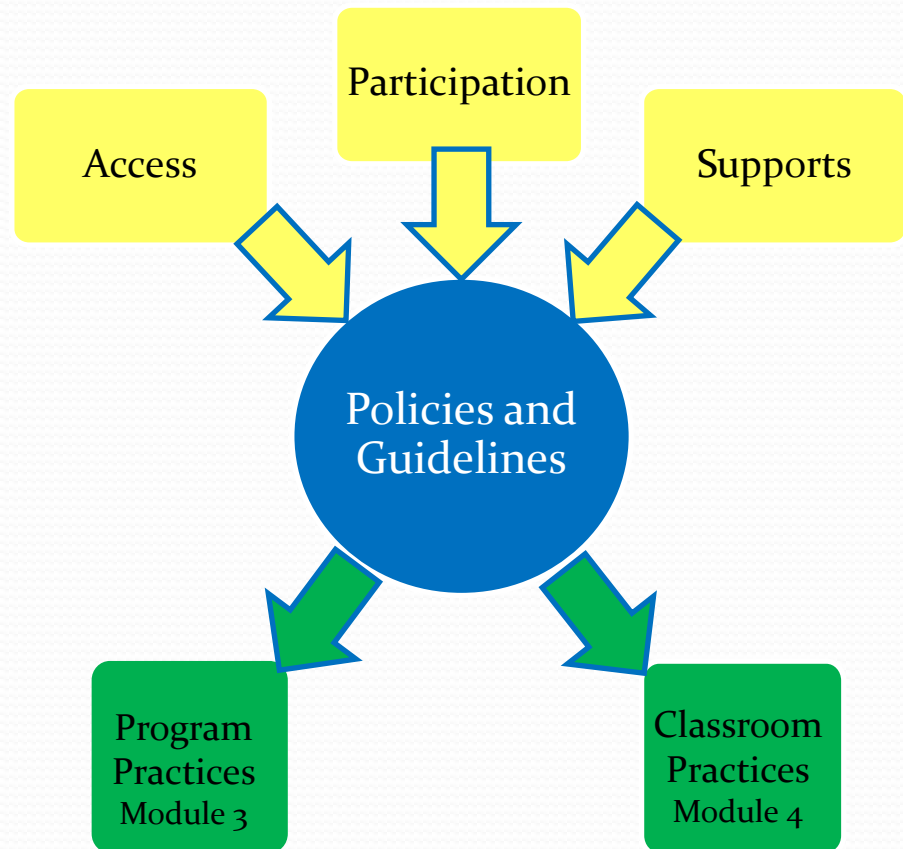 Participation
Access
Supports
Policies and
Guidelines
Program
Practices
Module 3
Classroom
Practices
Module 4